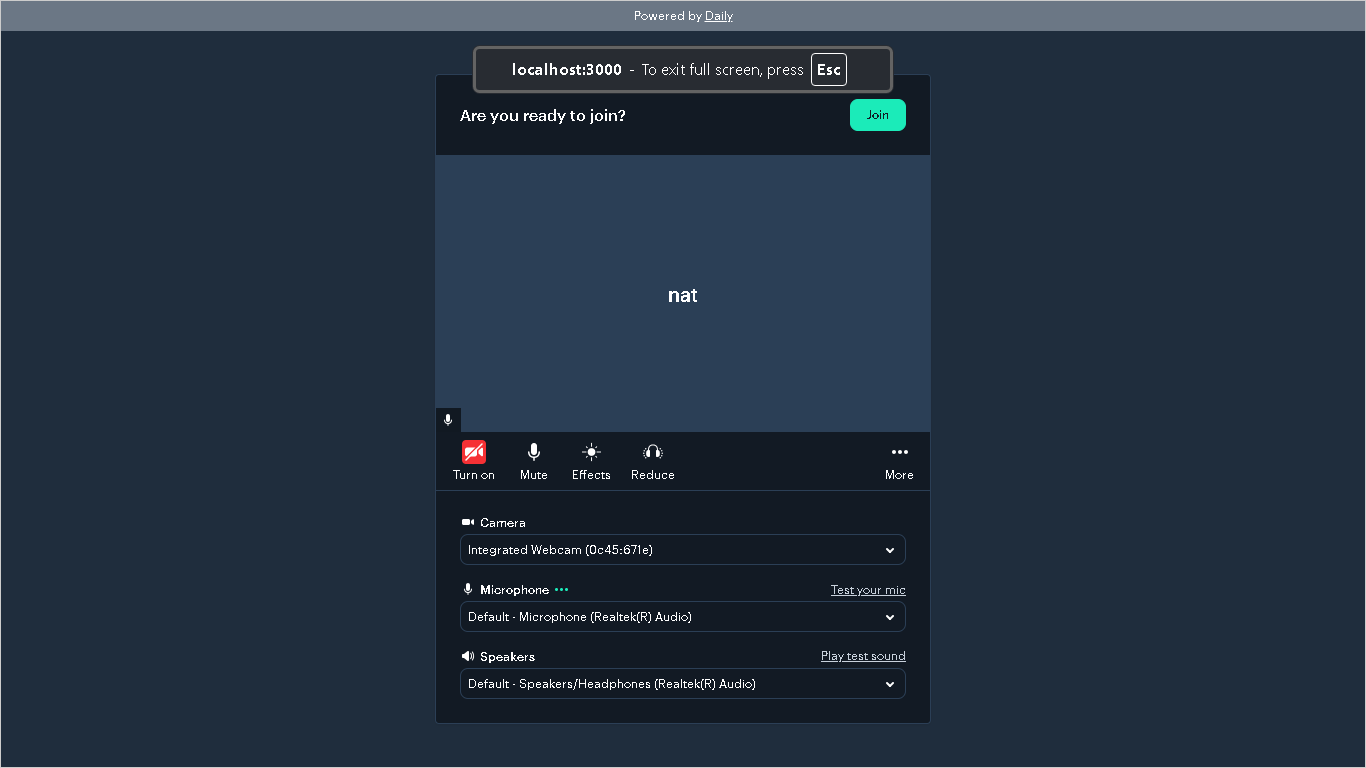 Powered by Daily
localhost:3000 - To exit full screen, press Esc
Are you ready to join?
Join
nat
Turn on
Mute
Effects
Reduce
More
Camera
Integrated Webcam (0c45:671e)
Microphone
Test your mic
Default - Microphone (Realtek(R) Audio)
Speakers
Play test sound
Default - Speakers/Headphones (Realtek(R) Audio)